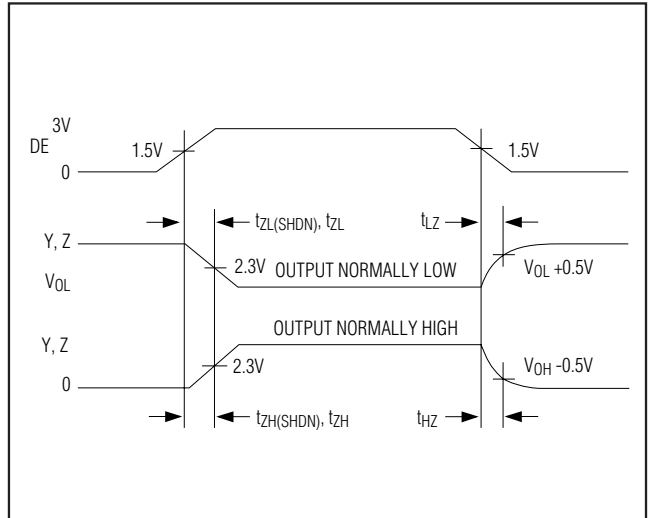 3V
DE
1.5V
1.5V
0
tZL(SHDN), tZL
tLZ
Y, Z
2.3V
OUTPUT NORMALLY LOW
VOL +0.5V
VOL
OUTPUT NORMALLY HIGH
Y, Z
2.3V
VOH -0.5V
0
tZH(SHDN), tZH
tHZ